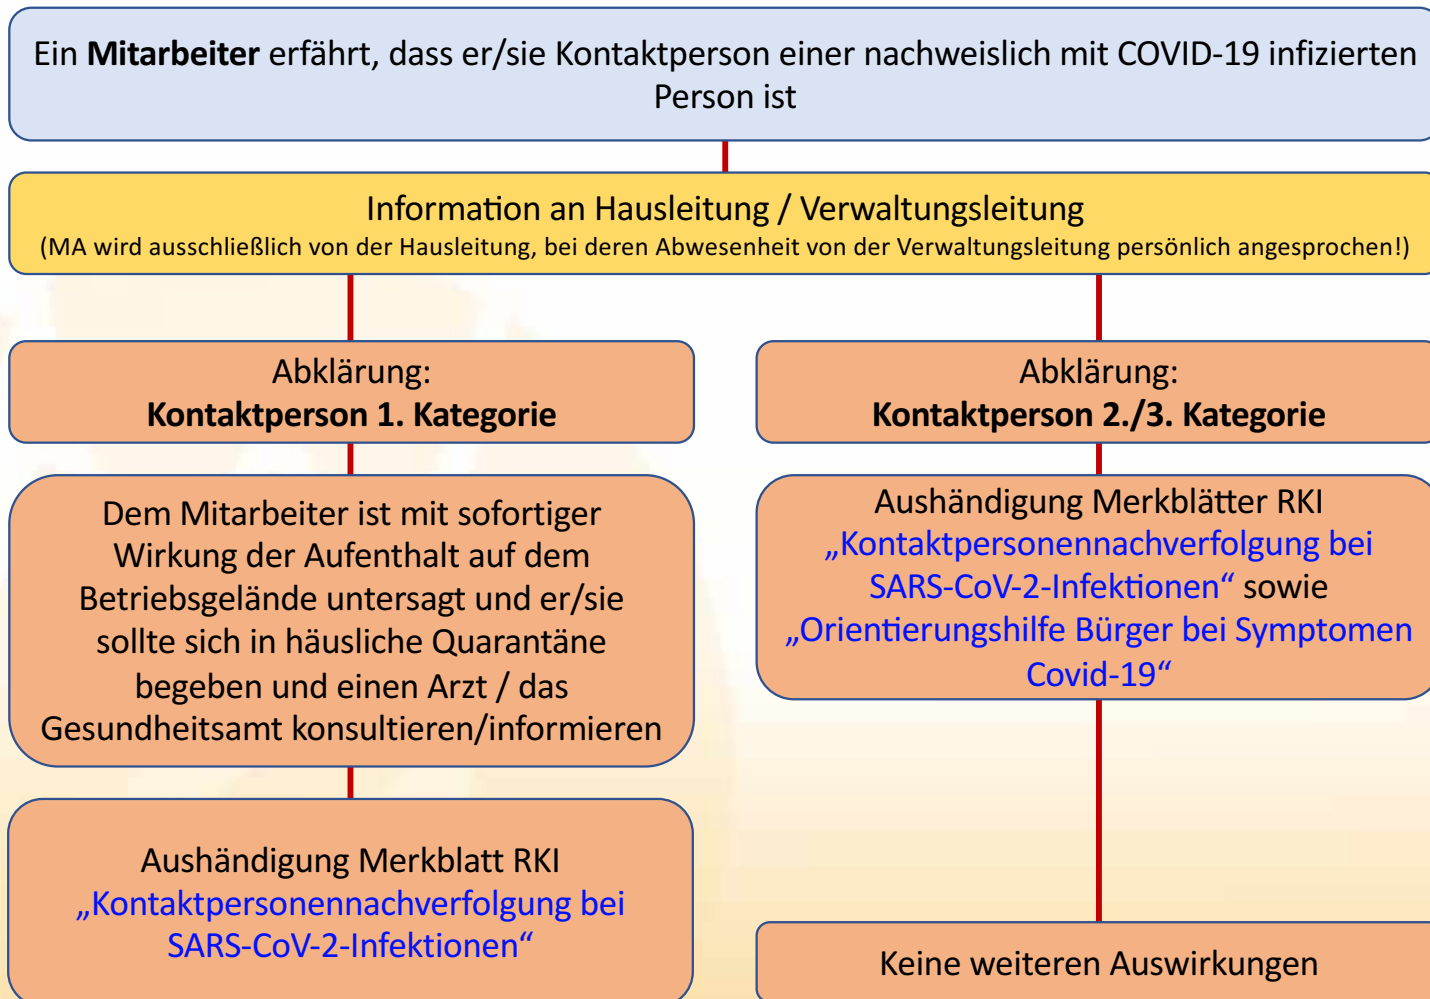 Ein Mitarbeiter erfährt, dass er/sie Kontaktperson einer nachweislich mit COVID-19 infizierten
Person ist
Information an Hausleitung / Verwaltungsleitung
(MA wird ausschließlich von der Hausleitung, bei deren Abwesenheit von der Verwaltungsleitung persönlich angesprochen!)
Abklärung:
Kontaktperson 1. Kategorie
Dem Mitarbeiter ist mit sofortiger
Wirkung der Aufenthalt auf dem
Betriebsgelände untersagt und er/sie
sollte sich in häusliche Quarantäne
begeben und einen Arzt / das
Gesundheitsamt konsultieren/informieren
Aushändigung Merkblatt RKI
„Kontaktpersonennachverfolgung bei
SARS-CoV-2-Infektionen“
Abklärung:
Kontaktperson 2./3. Kategorie
Aushändigung Merkblätter RKI
„Kontaktpersonennachverfolgung bei
SARS-CoV-2-Infektionen“ sowie
„Orientierungshilfe Bürger bei Symptomen
Covid-19“
Keine weiteren Auswirkungen